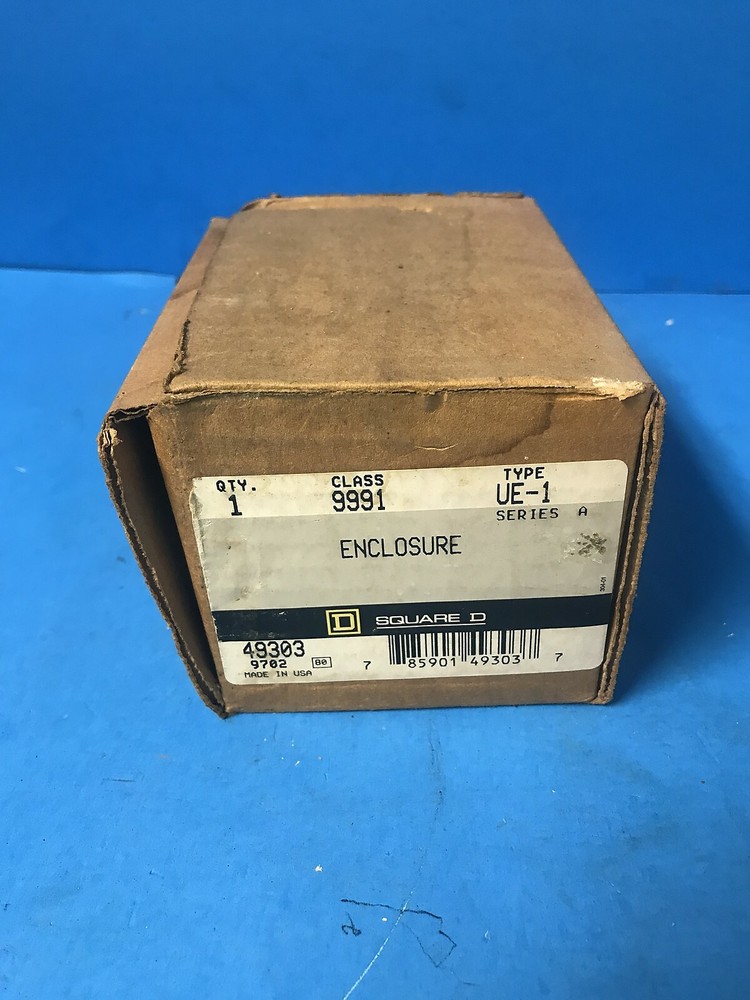 QTY. CLASS TYPE
1 9991 UE-1
SERIES A
ENCLOSURE
D SQUARE D
49303
9702 80
MADE IN USA
7 85901 49303 7